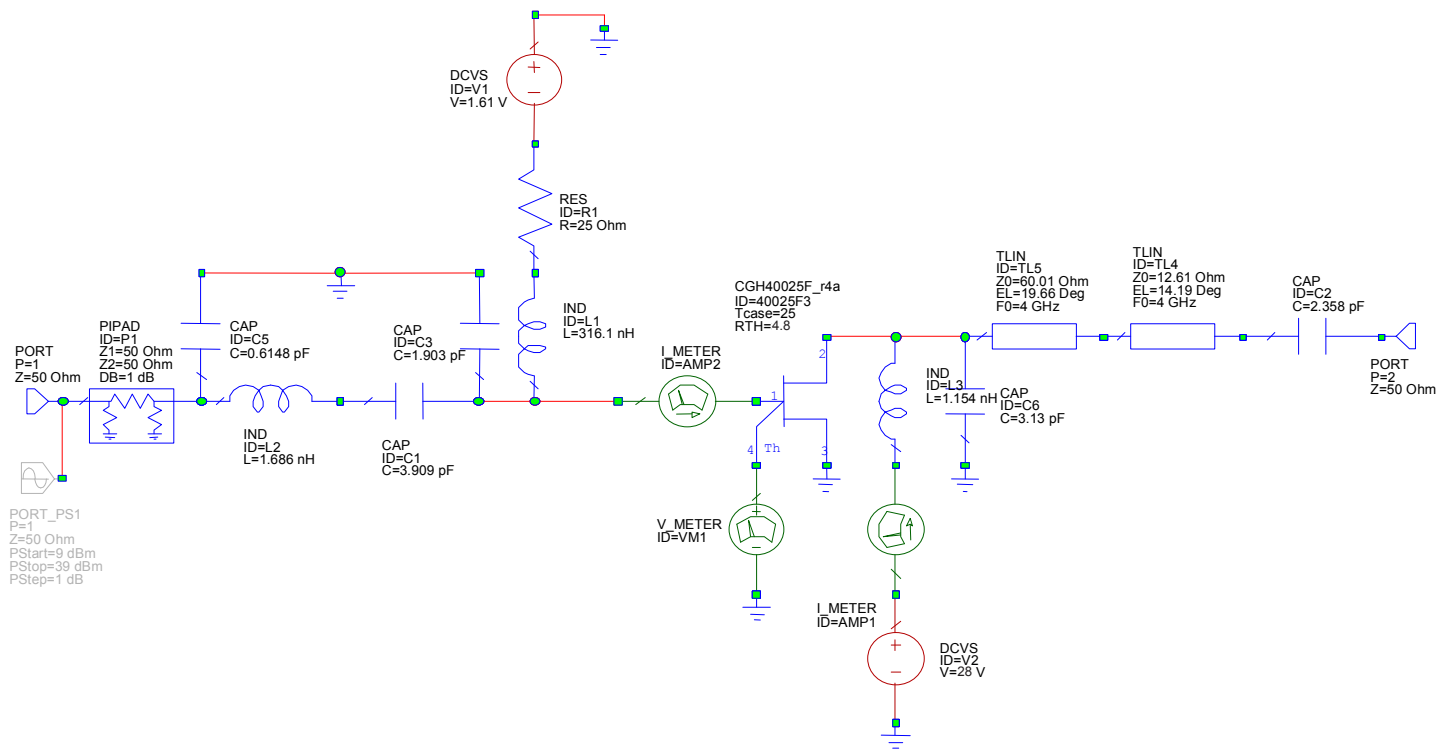 DCVS
ID=V1
V=1.61 V
RES
ID=R1
R=25 Ohm
IND
ID=L1
L=316.1 nH
CAP
ID=C5
C=0.6148 pF
CAP
ID=C3
C=1.903 pF
PORT
P=1
Z=50 Ohm
PIPAD
ID=P1
Z1=50 Ohm
Z2=50 Ohm
DB=1 dB
IND
ID=L2
L=1.686 nH
CAP
ID=C1
C=3.909 pF
PORT_PS1
P=1
Z=50 Ohm
PStart=9 dBm
PStop=39 dBm
PStep=1 dB
I_METER
ID=AMP2
CGH40025F_r4a
ID=40025F3
Tcase=25
RTH=4.8
1
2
3
4
Th
V_METER
ID=VM1
IND
ID=L3
L=1.154 nH
CAP
ID=C6
C=3.13 pF
I_METER
ID=AMP1
DCVS
ID=V2
V=28 V
TLIN
ID=TL5
Z0=60.01 Ohm
EL=19.66 Deg
F0=4 GHz
TLIN
ID=TL4
Z0=12.61 Ohm
EL=14.19 Deg
F0=4 GHz
CAP
ID=C2
C=2.358 pF
PORT
P=2
Z=50 Ohm